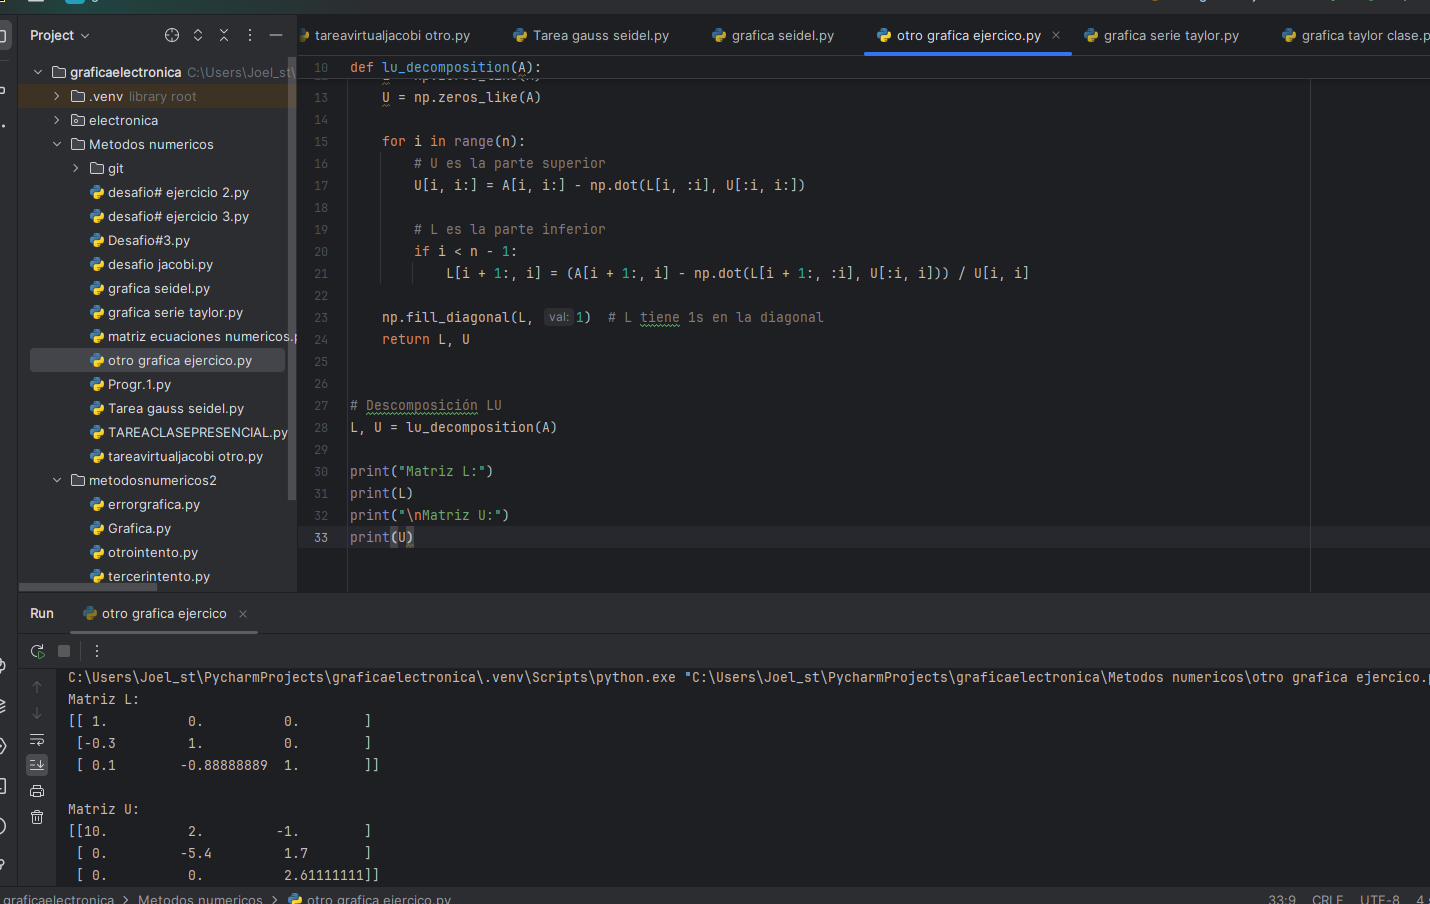 Project
tareavirtualjacobi otro.py
Tarea gauss seidel.py
grafica seidel.py
otro grafica ejercico.py
grafica serie taylor.py
grafica taylor clase.p
graficaelectronica C:\Users\Joel_st\
.venv library root
electronica
Metodos numericos
git
desafio# ejercicio 2.py
desafio# ejercicio 3.py
Desafio#3.py
desafio jacobi.py
grafica seidel.py
grafica serie taylor.py
matriz ecuaciones numericos.p
otro grafica ejercico.py
Progr.1.py
Tarea gauss seidel.py
TAREACLASEPRESENCIAL.py
tareavirtualjacobi otro.py
metodosnumericos2
errorgrafica.py
Grafica.py
otrointento.py
tercerintento.py
10 def lu_decomposition(A):
13 U = np.zeros_like(A)
14
15 for i in range(n):
16 # U es la parte superior
17 U[i, i:] = A[i, i:] - np.dot(L[i, :i], U[:i, i:])
18
19 # L es la parte inferior
20 if i < n - 1:
21 L[i + 1:, i] = (A[i + 1:, i] - np.dot(L[i + 1:, :i], U[:i, i])) / U[i, i]
22
23 np.fill_diagonal(L, val: 1) # L tiene 1s en la diagonal
24 return L, U
25
26
27 # Descomposición LU
28 L, U = lu_decomposition(A)
29
30 print("Matriz L:")
31 print(L)
32 print("\nMatriz U:")
33 print(U)
Run
otro grafica ejercico
C:\Users\Joel_st\PycharmProjects\graficaelectronica\.venv\Scripts\python.exe "C:\Users\Joel_st\PycharmProjects\graficaelectronica\Metodos numericos\otro grafica ejercico.p
Matriz L:
[[ 1. 0. 0. ]
[-0.3 1. 0. ]
[ 0.1 -0.88888889 1. ]]
Matriz U:
[[10. 2. -1. ]
[ 0. -5.4 1.7 ]
[ 0. 0. 2.61111111]]
graficaelectronica > Metodos numericos > otro grafica ejercico.py
33:9 CRLF UTF-8 4